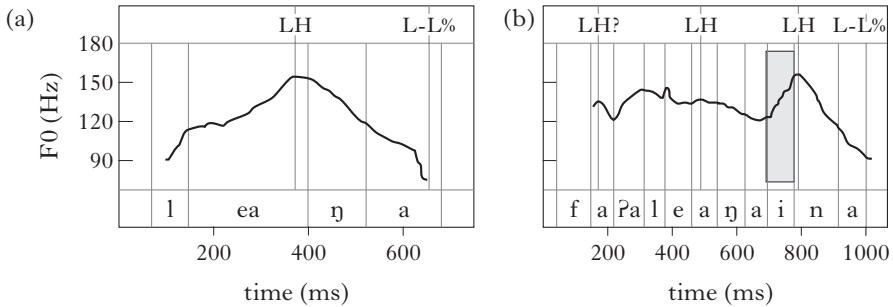 (a)
LH L-L%
180
150
120
90
F0 (Hz)
l ea ŋ a
200 400 600
time (ms)
(b)
LH? LH LH L-L%
f a ʔa l e a ŋ a i n a
200 400 600 800 1000
time (ms)